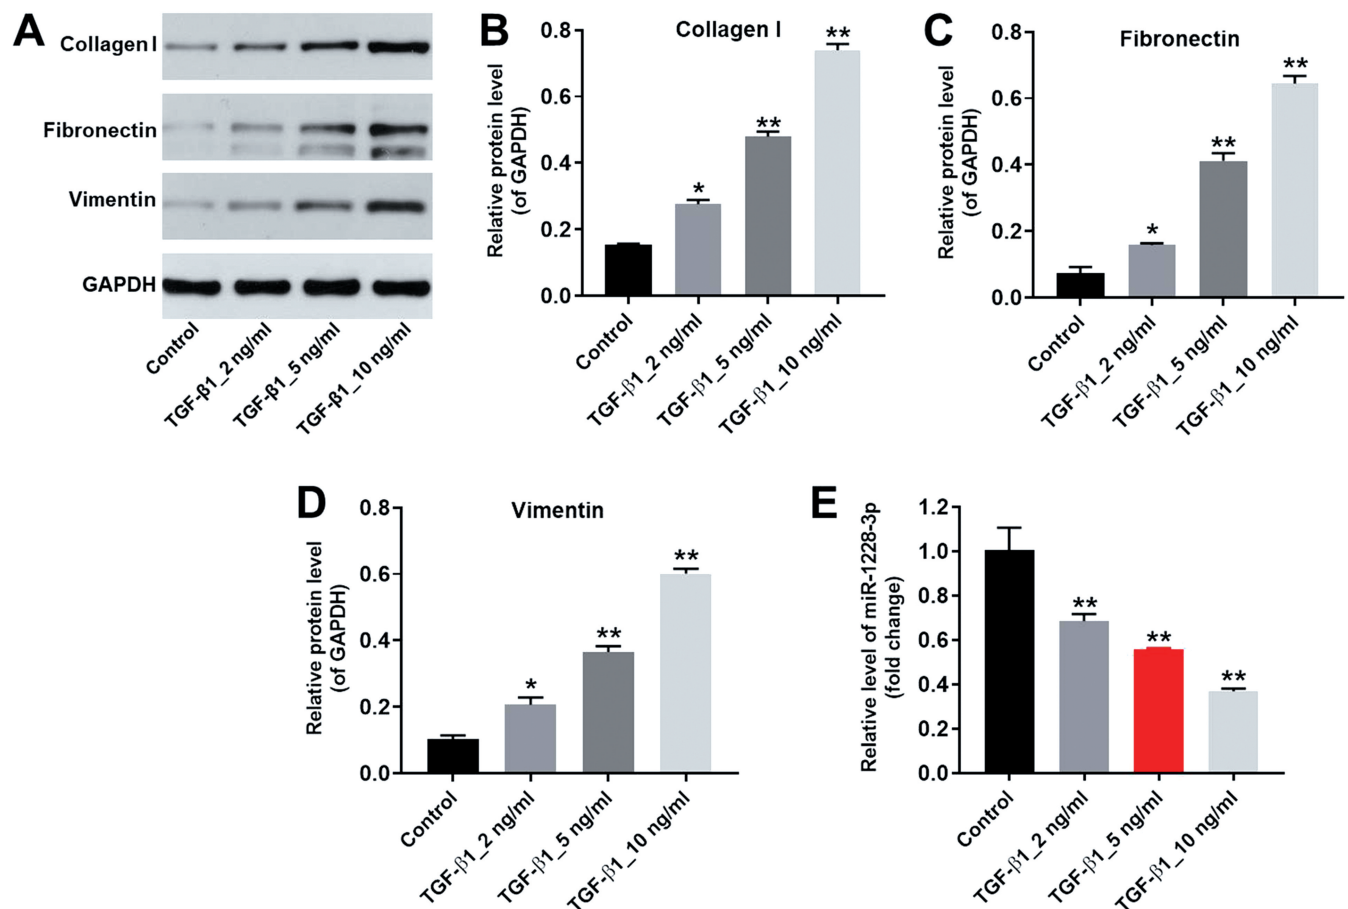 A
Collagen I
Fibronectin
Vimentin
GAPDH
Control
TGF-β1_2 ng/ml
TGF-β1_5 ng/ml
TGF-β1_10 ng/ml
B
Collagen I
Relative protein level
(of GAPDH)
0.8
0.6
0.4
0.2
0.0
*
**
**
Control
TGF-β1_2 ng/ml
TGF-β1_5 ng/ml
TGF-β1_10 ng/ml
C
Fibronectin
Relative protein level
(of GAPDH)
0.8
0.6
0.4
0.2
0.0
*
**
**
Control
TGF-β1_2 ng/ml
TGF-β1_5 ng/ml
TGF-β1_10 ng/ml
D
Vimentin
Relative protein level
(of GAPDH)
0.8
0.6
0.4
0.2
0.0
*
**
**
Control
TGF-β1_2 ng/ml
TGF-β1_5 ng/ml
TGF-β1_10 ng/ml
E
Relative level of miR-1228-3p
(fold change)
1.2
1.0
0.8
0.6
0.4
0.2
0.0
**
**
**
Control
TGF-β1_2 ng/ml
TGF-β1_5 ng/ml
TGF-β1_10 ng/ml